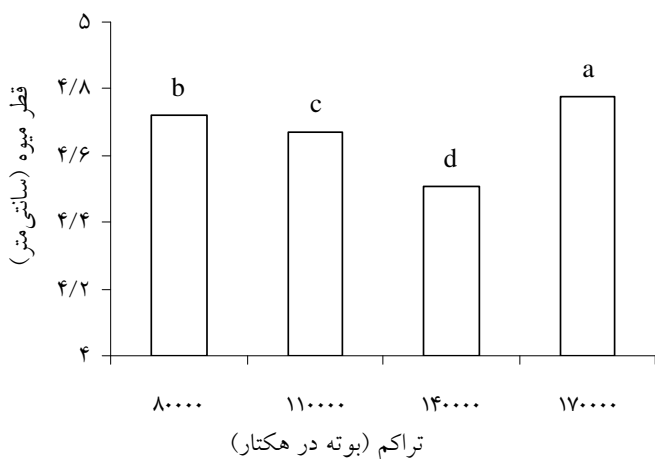 قطر میوه (سانتی‌متر)
۵
۴/۸
۴/۶
۴/۴
۴/۲
۴
b
c
d
a
۸۰۰۰۰
۱۱۰۰۰۰
۱۴۰۰۰۰
۱۷۰۰۰۰
تراکم (بوته در هکتار)